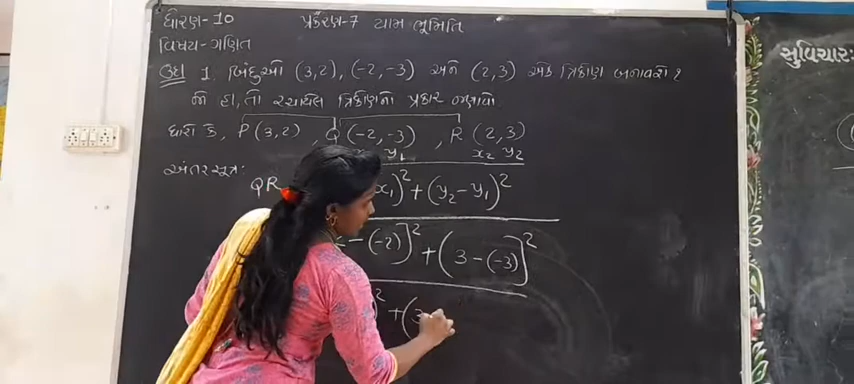 ધોરણ-10 પ્રકરણ-7 યામ ભૂમિતિ
વિષય-ગણિત
સુવિચાર:
ઉદા 1. બિંદુઓ (3,2), (-2,-3) અને (2,3) એક ત્રિકોણ બનાવશે ?
જો હા, તો રચાયેલ ત્રિકોણનો પ્રકાર જણાવો.
ધારો કે, P(3,2), Q(-2,-3), R(2,3)
x₂ y₂
અંતરસૂત્ર:
QR x₁)² + (y₂-y₁)²
-(-2)]² + (3-(-3)]²
² + (3